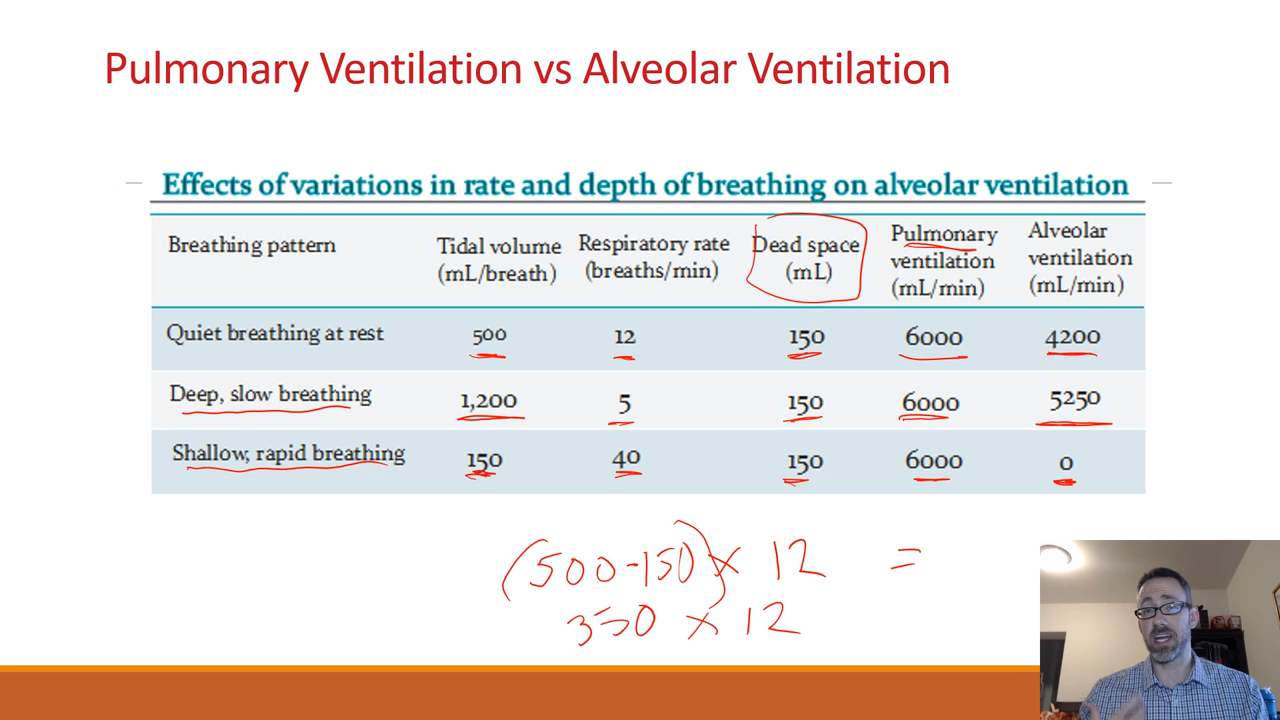 Pulmonary Ventilation vs Alveolar Ventilation
Effects of variations in rate and depth of breathing on alveolar ventilation
Breathing pattern Tidal volume (mL/breath) Respiratory rate (breaths/min) Dead space (mL) Pulmonary ventilation (mL/min) Alveolar ventilation (mL/min)
Quiet breathing at rest 500 12 150 6000 4200
Deep, slow breathing 1,200 5 150 6000 5250
Shallow, rapid breathing 150 40 150 6000 0
(500-150) x 12 =
350 x 12